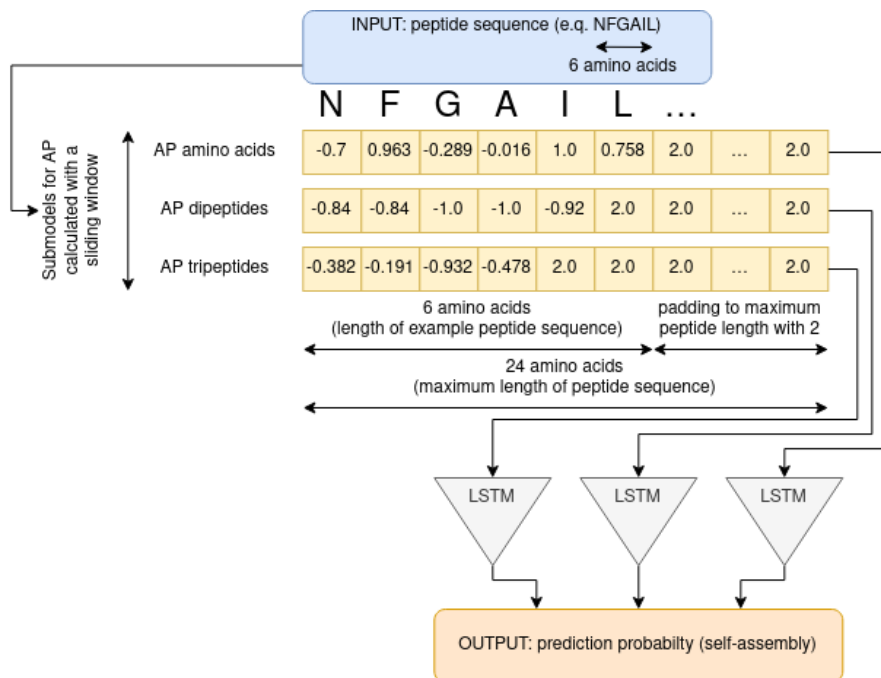 INPUT: peptide sequence (e.q. NFGAIL)
6 amino acids
N F G A I L ...
Submodels for AP
calculated with a
sliding window
AP amino acids -0.7 0.963 -0.289 -0.016 1.0 0.758 2.0 ... 2.0
AP dipeptides -0.84 -0.84 -1.0 -1.0 -0.92 2.0 2.0 ... 2.0
AP tripeptides -0.382 -0.191 -0.932 -0.478 2.0 2.0 2.0 ... 2.0
6 amino acids
(length of example peptide sequence)
padding to maximum
peptide length with 2
24 amino acids
(maximum length of peptide sequence)
LSTM LSTM LSTM
OUTPUT: prediction probabilty (self-assembly)